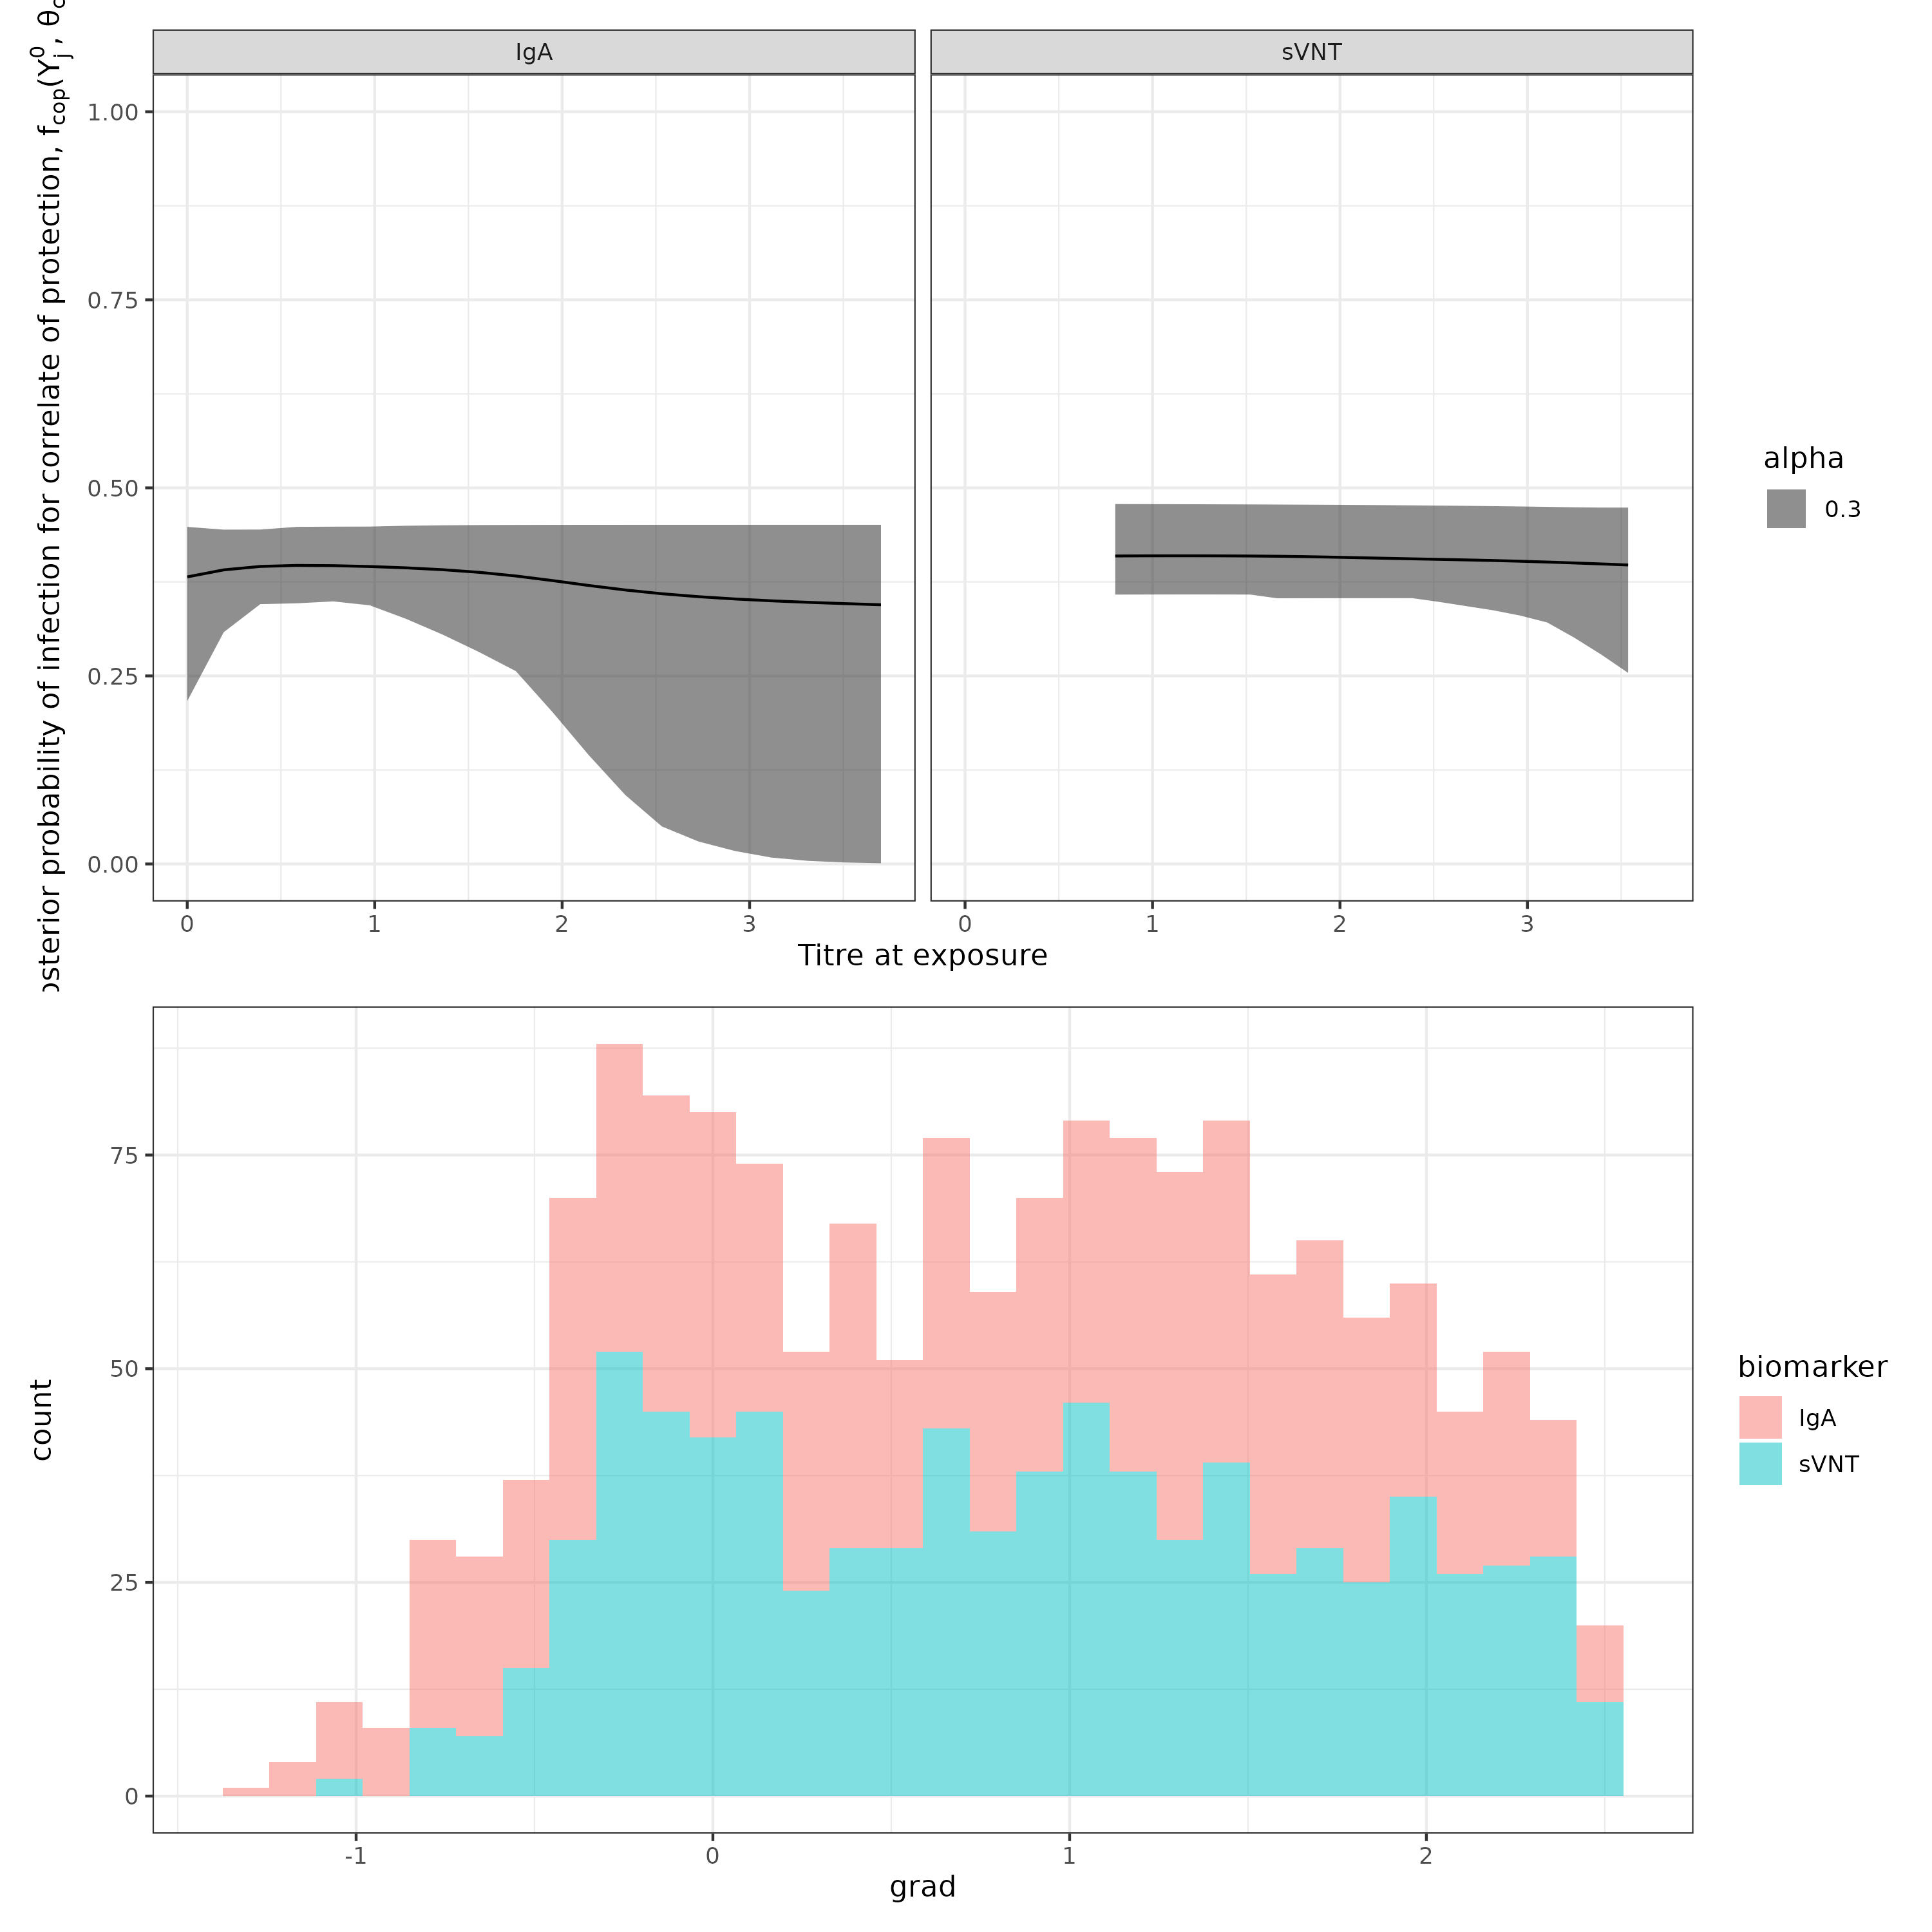 IgA
sVNT
osterior probability of infection for correlate of protection, fcop(Yj0, θc
1.00
0.75
0.50
0.25
0.00
0 1 2 3
0 1 2 3
Titre at exposure
alpha
0.3
count
75
50
25
0
-1 0 1 2
grad
biomarker
IgA
sVNT